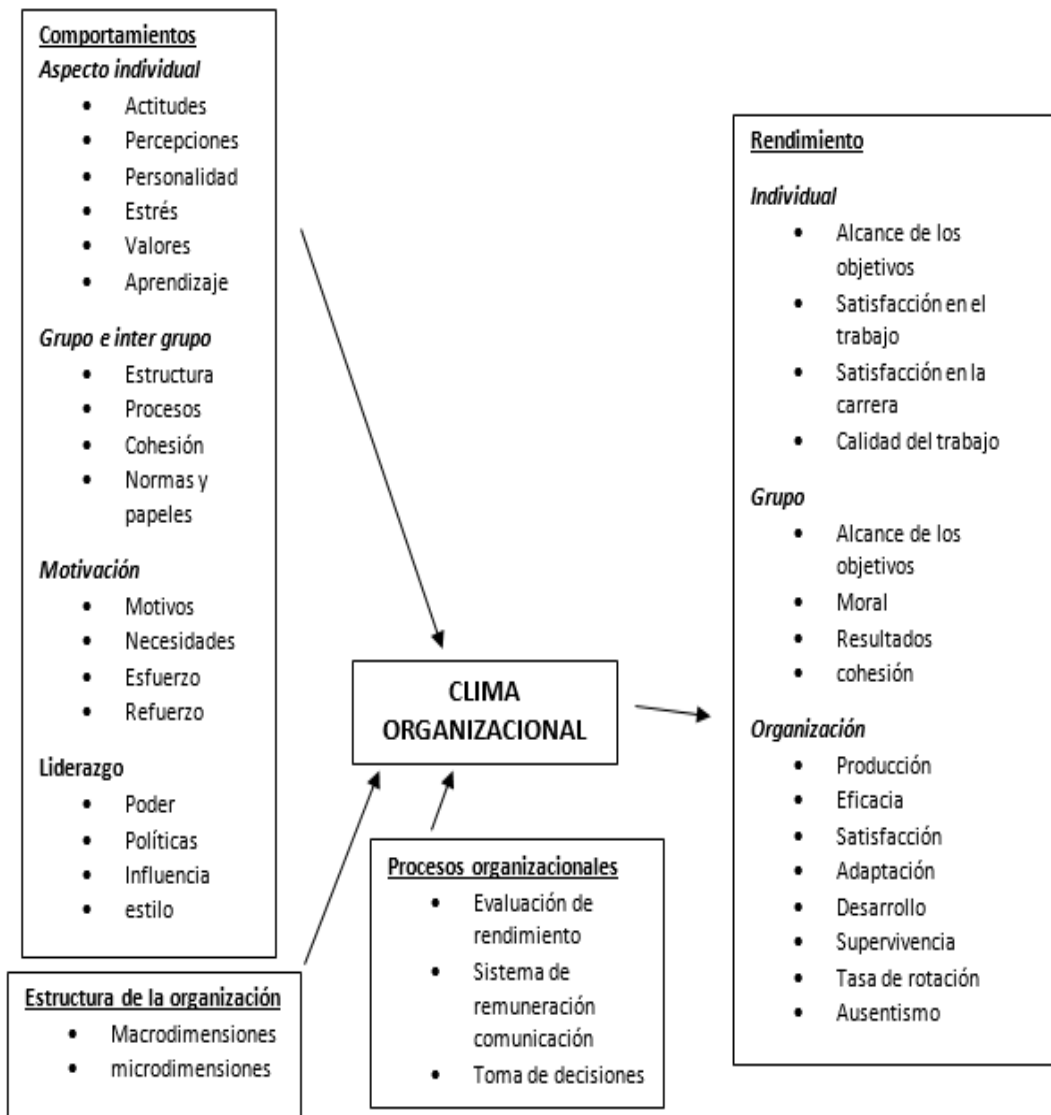 Comportamientos
Aspecto individual
• Actitudes
• Percepciones
• Personalidad
• Estrés
• Valores
• Aprendizaje
Grupo e inter grupo
• Estructura
• Procesos
• Cohesión
• Normas y
papeles
Motivación
• Motivos
• Necesidades
• Esfuerzo
• Refuerzo
Liderazgo
• Poder
• Políticas
• Influencia
• estilo
Estructura de la organización
• Macrodimensiones
• microdimensiones
CLIMA
ORGANIZACIONAL
Procesos organizacionales
• Evaluación de
rendimiento
• Sistema de
remuneración
comunicación
• Toma de decisiones
Rendimiento
Individual
• Alcance de los
objetivos
• Satisfacción en el
trabajo
• Satisfacción en la
carrera
• Calidad del trabajo
Grupo
• Alcance de los
objetivos
• Moral
• Resultados
• cohesión
Organización
• Producción
• Eficacia
• Satisfacción
• Adaptación
• Desarrollo
• Supervivencia
• Tasa de rotación
• Ausentismo